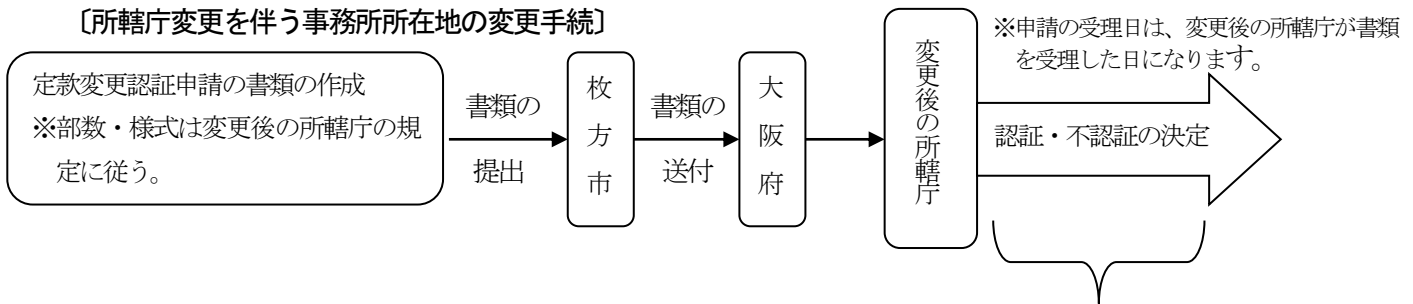 〔所轄庁変更を伴う事務所所在地の変更手続〕
定款変更認証申請の書類の作成
※部数・様式は変更後の所轄庁の規
定に従う。
書類の
提出
枚方市
書類の
送付
大阪府
変更後の所轄庁
※申請の受理日は、変更後の所轄庁が書類
を受理した日になります。
認証・不認証の決定